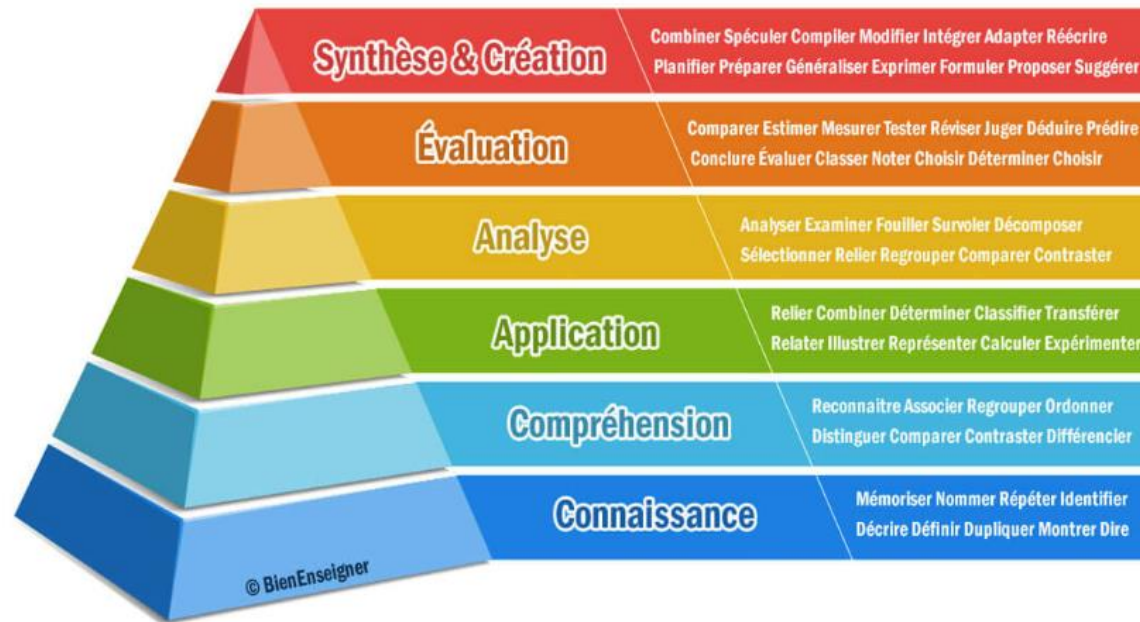 Synthèse & Création
Combiner Spéculer Compiler Modifier Intégrer Adapter Réécrire
Planifier Préparer Généraliser Exprimer Formuler Proposer Suggérer
Évaluation
Comparer Estimer Mesurer Tester Réviser Juger Déduire Prédire
Conclure Évaluer Classer Noter Choisir Déterminer Choisir
Analyse
Analyser Examiner Fouiller Survoler Décomposer
Sélectionner Relier Regrouper Comparer Contraster
Application
Relier Combiner Déterminer Classifier Transférer
Relater Illustrer Représenter Calculer Expérimenter
Compréhension
Reconnaitre Associer Regrouper Ordonner
Distinguer Comparer Contraster Différencier
Connaissance
Mémoriser Nommer Répéter Identifier
Décrire Définir Dupliquer Montrer Dire
© BienEnseigner